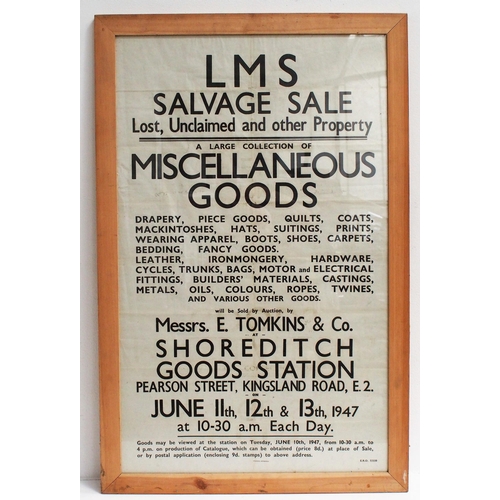 LMS
SALVAGE SALE
Lost, Unclaimed and other Property
A LARGE COLLECTION OF
MISCELLANEOUS
GOODS
DRAPERY, PIECE GOODS, QUILTS, COATS,
MACKINTOSHES, HATS, SUITINGS, PRINTS,
WEARING APPAREL, BOOTS, SHOES, CARPETS,
BEDDING, FANCY GOODS.
LEATHER, IRONMONGERY, HARDWARE,
CYCLES, TRUNKS, BAGS, MOTOR and ELECTRICAL
FITTINGS, BUILDERS' MATERIALS, CASTINGS,
METALS, OILS, COLOURS, ROPES, TWINES,
AND VARIOUS OTHER GOODS.
will be Sold by Auction, by
Messrs. E. TOMKINS & Co.
AT
SHOREDITCH
GOODS STATION
PEARSON STREET, KINGSLAND ROAD, E.2.
ON
JUNE 11th, 12th & 13th, 1947
at 10-30 a.m. Each Day.
Goods may be viewed at the station on Tuesday, JUNE 10th, 1947, from 10-30 a.m. to
4 p.m. on production of Catalogue, which can be obtained (price 8d.) at place of Sale,
or by postal application (enclosing 9d. stamps) to above address.